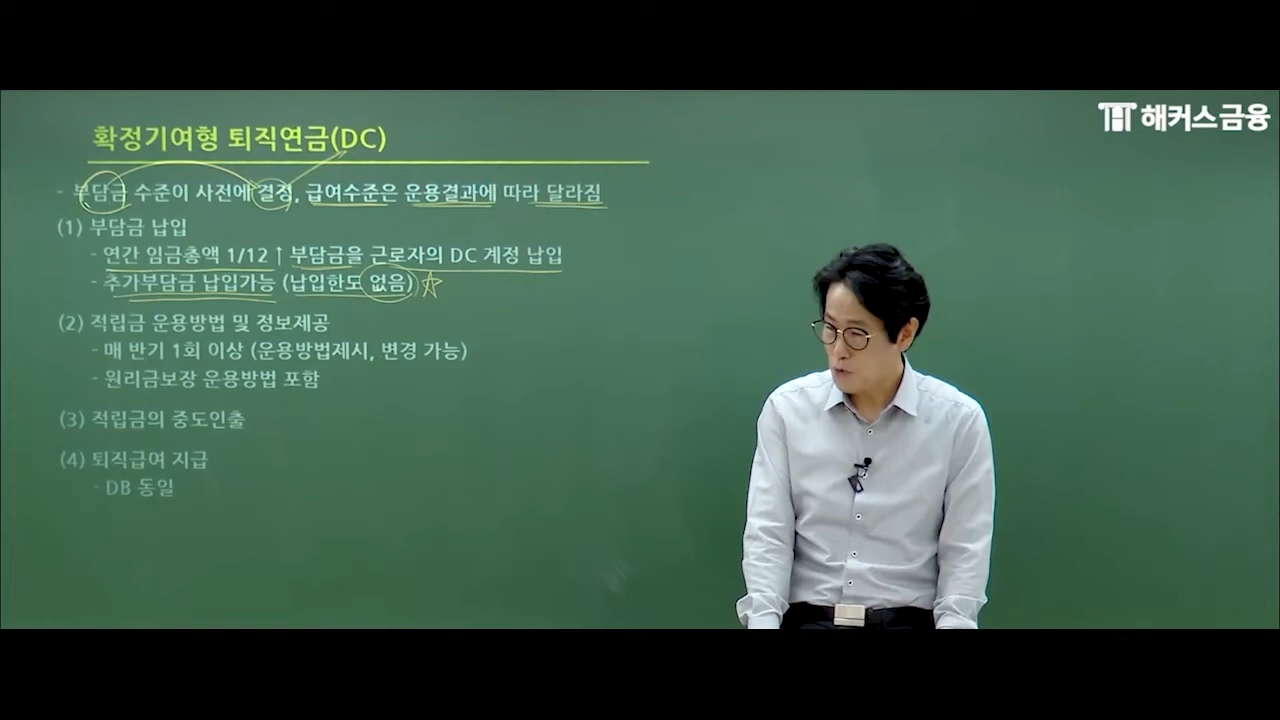 해커스금융
확정기여형 퇴직연금(DC)
- 부담금 수준이 사전에 결정, 급여수준은 운용결과에 따라 달라짐
(1) 부담금 납입
- 연간 임금총액 1/12 ↑ 부담금을 근로자의 DC 계정 납입
- 추가부담금 납입가능 (납입한도 없음) ☆
(2) 적립금 운용방법 및 정보제공
- 매 반기 1회 이상 (운용방법제시, 변경 가능)
- 원리금보장 운용방법 포함
(3) 적립금의 중도인출
(4) 퇴직급여 지급
- DB 동일